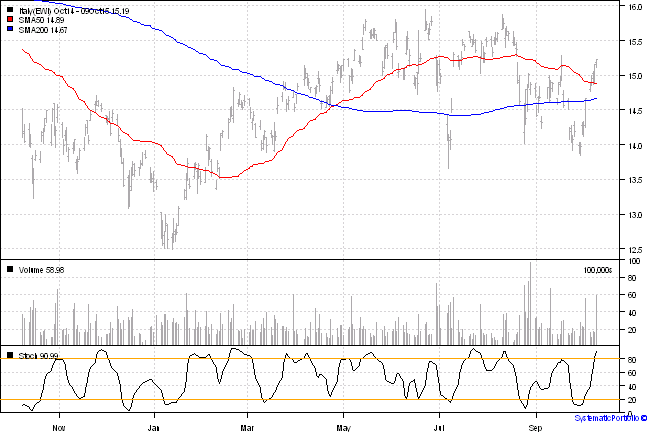 Italy(EWI) Oct14 - 09Oct15 15.19
SMA50 14.89
SMA200 14.67
16.0
15.5
15.0
14.5
14.0
13.5
13.0
12.5
Volume 58.98
100,000s
100
80
60
40
20
Stoch 90.99
80
60
40
20
0
Nov Jan Mar May Jul Sep
SystematicPortfolio ©